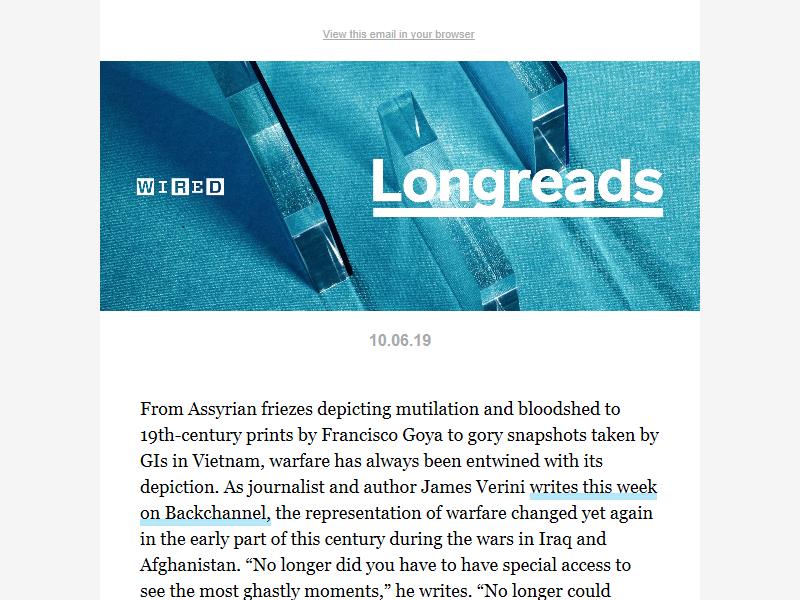 View this email in your browser
WIRED
Longreads
10.06.19
From Assyrian friezes depicting mutilation and bloodshed to
19th-century prints by Francisco Goya to gory snapshots taken by
GIs in Vietnam, warfare has always been entwined with its
depiction. As journalist and author James Verini writes this week
on Backchannel, the representation of warfare changed yet again
in the early part of this century during the wars in Iraq and
Afghanistan. “No longer did you have to have special access to
see the most ghastly moments,” he writes. “No longer could